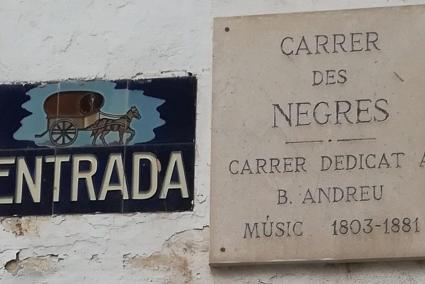 ENTRADA
CARRER
DES
NEGRES
CARRER DEDICAT A
B. ANDREU
MÚSIC 1803-1881